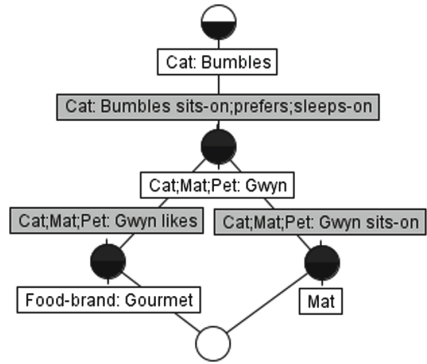 Cat: Bumbles
Cat: Bumbles sits-on;prefers;sleeps-on
Cat;Mat;Pet: Gwyn
Cat;Mat;Pet: Gwyn likes
Cat;Mat;Pet: Gwyn sits-on
Food-brand: Gourmet
Mat